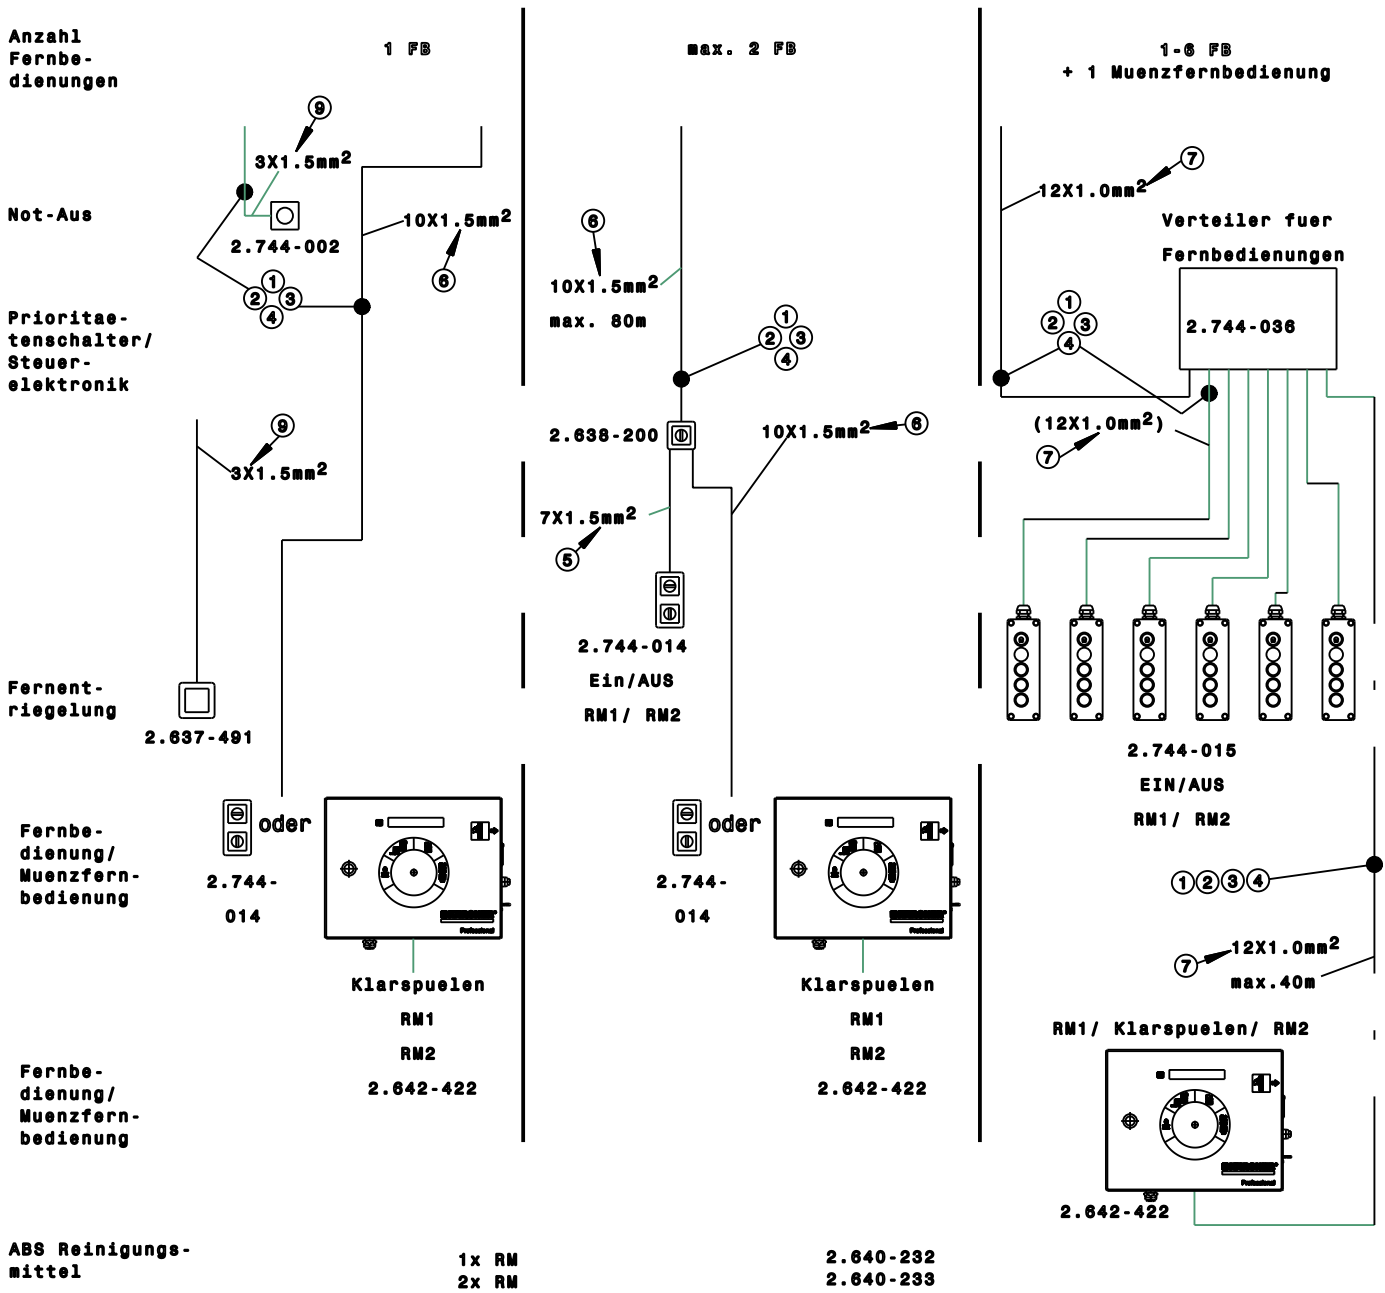 Anzahl
Fernbe-
dienungen
1 FB
max. 2 FB
1-6 FB
+ 1 Muenzfernbedienung
9
3X1.5mm²
Not-Aus
2.744-002
10X1.5mm²
6
1
2
3
4
Prioritae-
tenschalter/
Steuer-
elektronik
9
3X1.5mm²
Fernent-
riegelung
2.637-491
Fernbe-
dienung/
Muenzfern-
bedienung
oder
2.744-
014
Professional
Klarspuelen
RM1
RM2
2.642-422
Fernbe-
dienung/
Muenzfern-
bedienung
6
10X1.5mm²
max. 80m
1
2
3
4
2.638-200
10X1.5mm²
6
7X1.5mm²
5
2.744-014
Ein/AUS
RM1/ RM2
oder
2.744-
014
Professional
Klarspuelen
RM1
RM2
2.642-422
7
12X1.0mm²
Verteiler fuer
Fernbedienungen
2.744-036
1
2
3
4
(12X1.0mm²)
7
2.744-015
EIN/AUS
RM1/ RM2
1 2 3 4
12X1.0mm²
7
max.40m
RM1/ Klarspuelen/ RM2
Professional
2.642-422
ABS Reinigungs-
mittel
1x RM
2x RM
2.640-232
2.640-233